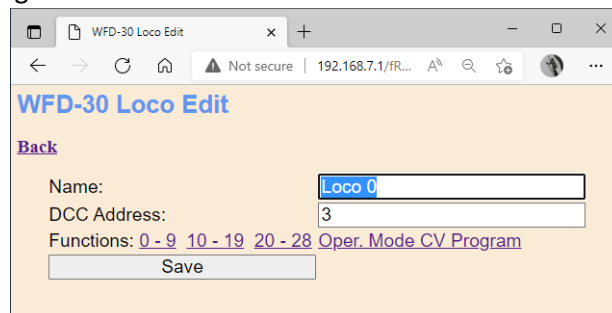 WFD-30 Loco Edit
Not secure | 192.168.7.1/fR...
WFD-30 Loco Edit
Back
Name: Loco 0
DCC Address: 3
Functions: 0 - 9 10 - 19 20 - 28 Oper. Mode CV Program
Save